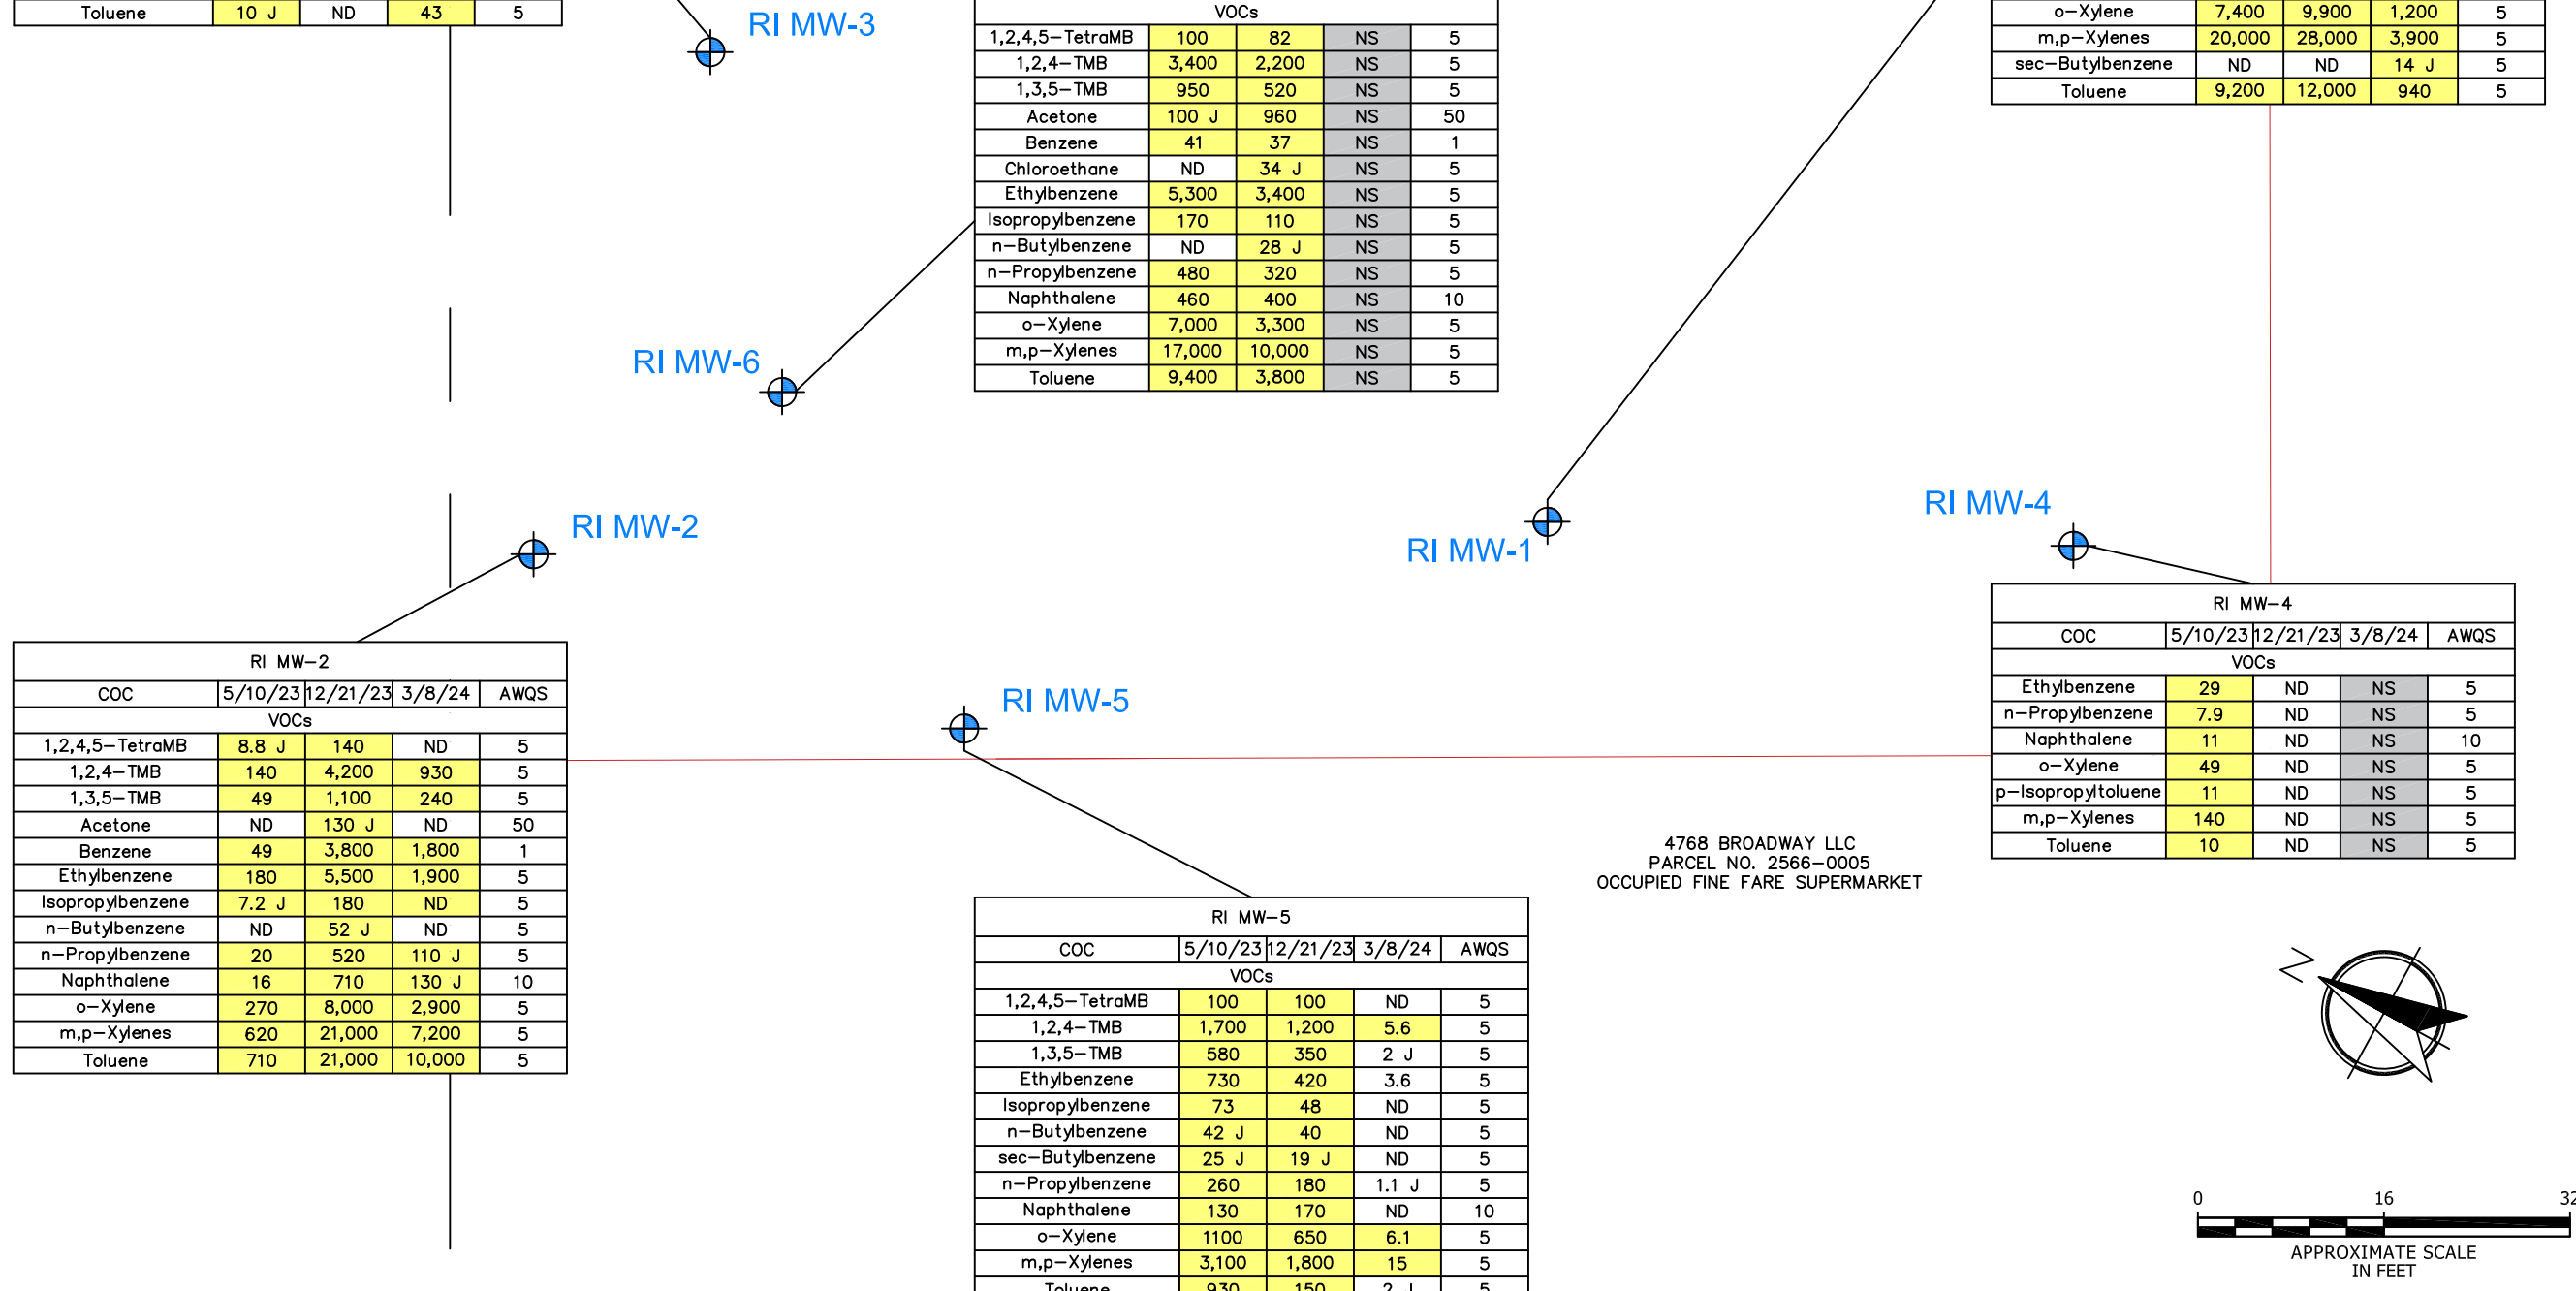 Toluene 10 J ND 43 5
RI MW-3
VOCs
1,2,4,5-TetraMB 100 82 NS 5
1,2,4-TMB 3,400 2,200 NS 5
1,3,5-TMB 950 520 NS 5
Acetone 100 J 960 NS 50
Benzene 41 37 NS 1
Chloroethane ND 34 J NS 5
Ethylbenzene 5,300 3,400 NS 5
Isopropylbenzene 170 110 NS 5
n-Butylbenzene ND 28 J NS 5
n-Propylbenzene 480 320 NS 5
Naphthalene 460 400 NS 10
o-Xylene 7,000 3,300 NS 5
m,p-Xylenes 17,000 10,000 NS 5
Toluene 9,400 3,800 NS 5
o-Xylene 7,400 9,900 1,200 5
m,p-Xylenes 20,000 28,000 3,900 5
sec-Butylbenzene ND ND 14 J 5
Toluene 9,200 12,000 940 5
RI MW-6
RI MW-2
RI MW-1
RI MW-4
RI MW-4
COC 5/10/23 12/21/23 3/8/24 AWQS
VOCs
Ethylbenzene 29 ND NS 5
n-Propylbenzene 7.9 ND NS 5
Naphthalene 11 ND NS 10
o-Xylene 49 ND NS 5
p-Isopropyltoluene 11 ND NS 5
m,p-Xylenes 140 ND NS 5
Toluene 10 ND NS 5
RI MW-2
COC 5/10/23 12/21/23 3/8/24 AWQS
VOCs
1,2,4,5-TetraMB 8.8 J 140 ND 5
1,2,4-TMB 140 4,200 930 5
1,3,5-TMB 49 1,100 240 5
Acetone ND 130 J ND 50
Benzene 49 3,800 1,800 1
Ethylbenzene 180 5,500 1,900 5
Isopropylbenzene 7.2 J 180 ND 5
n-Butylbenzene ND 52 J ND 5
n-Propylbenzene 20 520 110 J 5
Naphthalene 16 710 130 J 10
o-Xylene 270 8,000 2,900 5
m,p-Xylenes 620 21,000 7,200 5
Toluene 710 21,000 10,000 5
RI MW-5
4768 BROADWAY LLC
PARCEL NO. 2566-0005
OCCUPIED FINE FARE SUPERMARKET
RI MW-5
COC 5/10/23 12/21/23 3/8/24 AWQS
VOCs
1,2,4,5-TetraMB 100 100 ND 5
1,2,4-TMB 1,700 1,200 5.6 5
1,3,5-TMB 580 350 2 J 5
Ethylbenzene 730 420 3.6 5
Isopropylbenzene 73 48 ND 5
n-Butylbenzene 42 J 40 ND 5
sec-Butylbenzene 25 J 19 J ND 5
n-Propylbenzene 260 180 1.1 J 5
Naphthalene 130 170 ND 10
o-Xylene 1100 650 6.1 5
m,p-Xylenes 3,100 1,800 15 5
Toluene 930 150 2 J 5
N
0 16 32
APPROXIMATE SCALE
IN FEET